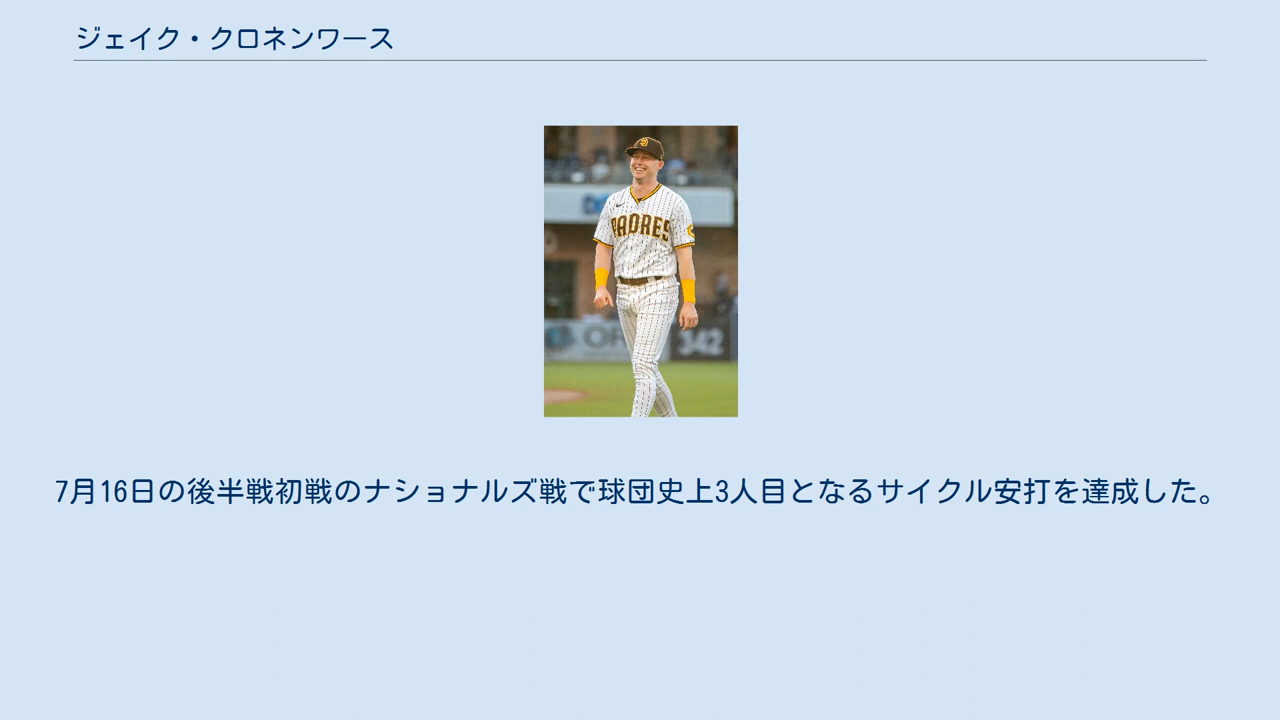 ジェイク・クロネンワース
PADRES
342
7月16日の後半戦初戦のナショナルズ戦で球団史上3人目となるサイクル安打を達成した。